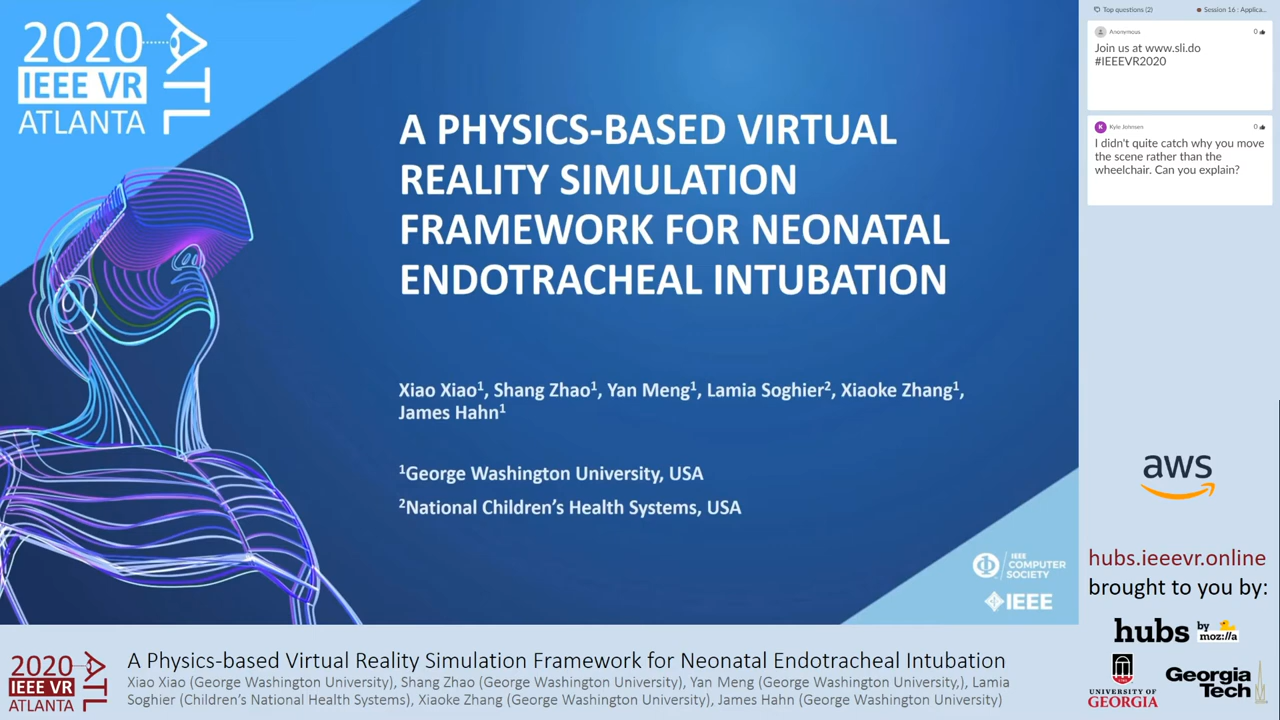 2020
IEEE VR
ATLANTA
ATL
A PHYSICS-BASED VIRTUAL
REALITY SIMULATION
FRAMEWORK FOR NEONATAL
ENDOTRACHEAL INTUBATION
Xiao Xiao¹, Shang Zhao¹, Yan Meng¹, Lamia Soghier², Xiaoke Zhang¹,
James Hahn¹
¹George Washington University, USA
²National Children's Health Systems, USA
IEEE
COMPUTER
SOCIETY
IEEE
Top questions (2)
Session 16 : Applica...
Anonymous
0
Join us at www.sli.do
#IEEEVR2020
K
Kyle Johnsen
0
I didn't quite catch why you move
the scene rather than the
wheelchair. Can you explain?
aws
hubs.ieeevr.online
brought to you by:
hubs by
moz://a
UNIVERSITY OF
GEORGIA
Georgia
Tech
2020
IEEE VR
ATLANTA
ATL
A Physics-based Virtual Reality Simulation Framework for Neonatal Endotracheal Intubation
Xiao Xiao (George Washington University), Sheng Zhao (George Washington University), Yan Meng (George Washington University,), Lamia
Soghier (Children's National Health Systems), Xiaoke Zhang (George Washington University), James Hahn (George Washington University)